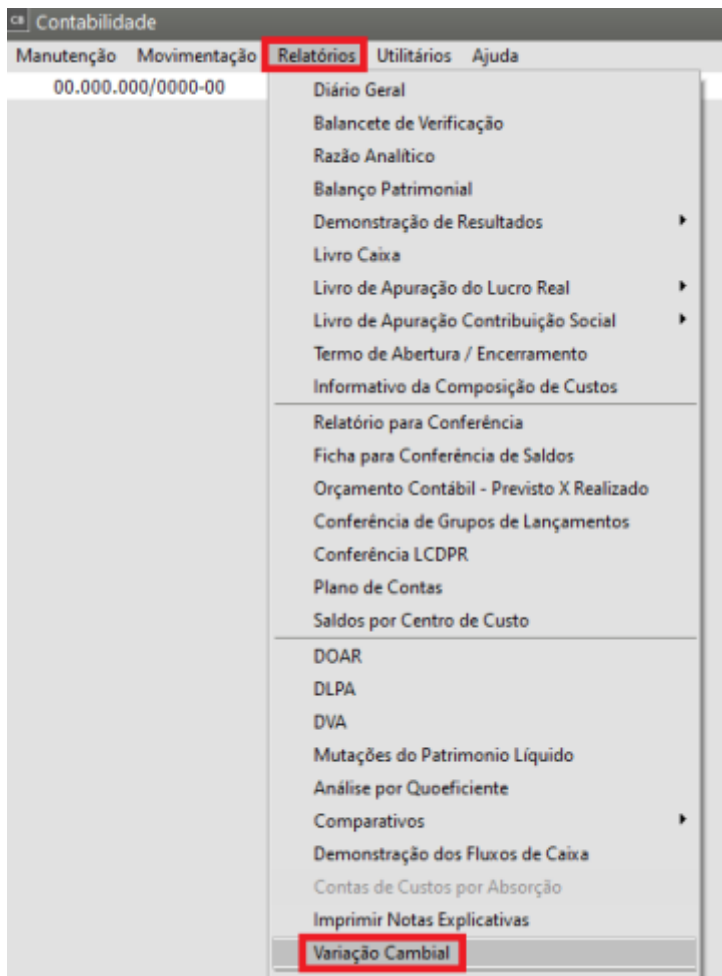 CB Contabilidade
Manutenção Movimentação Relatórios Utilitários Ajuda
00.000.000/0000-00
Diário Geral
Balancete de Verificação
Razão Analítico
Balanço Patrimonial
Demonstração de Resultados
Livro Caixa
Livro de Apuração do Lucro Real
Livro de Apuração Contribuição Social
Termo de Abertura / Encerramento
Informativo da Composição de Custos
Relatório para Conferência
Ficha para Conferência de Saldos
Orçamento Contábil - Previsto X Realizado
Conferência de Grupos de Lançamentos
Conferência LCDPR
Plano de Contas
Saldos por Centro de Custo
DOAR
DLPA
DVA
Mutações do Patrimonio Líquido
Análise por Quoeficiente
Comparativos
Demonstração dos Fluxos de Caixa
Contas de Custos por Absorção
Imprimir Notas Explicativas
Variação Cambial